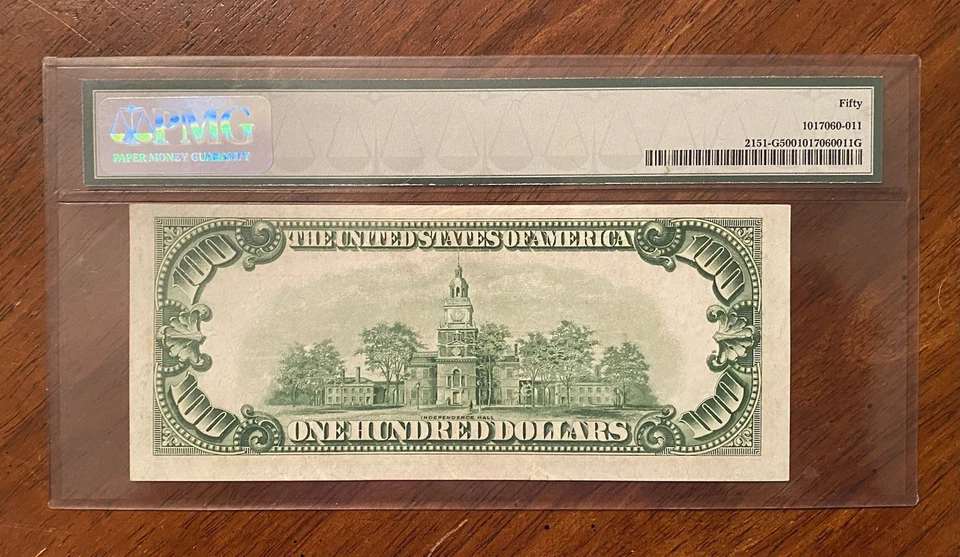 PMG
PAPER MONEY GUARANTY
Fifty
1017060-011
2151-G5001017060011G
THE UNITED STATES OF AMERICA
100 100
INDEPENDENCE HALL
100 100
ONE HUNDRED DOLLARS